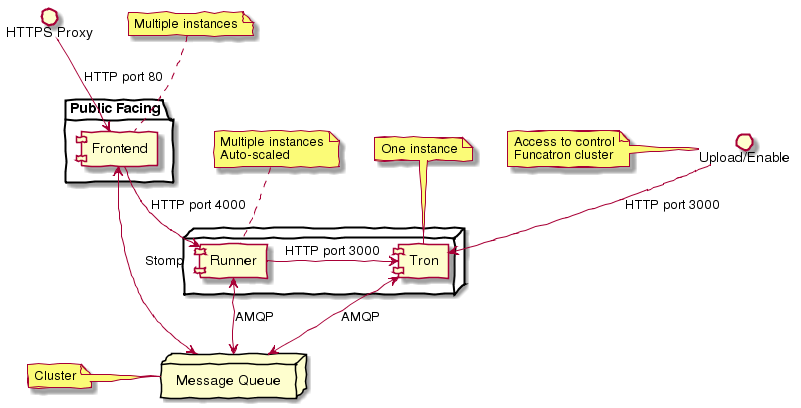 Multiple instances
HTTPS Proxy
HTTP port 80
Public Facing
Frontend
Multiple instances
Auto-scaled
One instance
Access to control
Funcatron cluster
Upload/Enable
HTTP port 4000
HTTP port 3000
HTTP port 3000
Stomp
Runner
Tron
AMQP
AMQP
Cluster
Message Queue